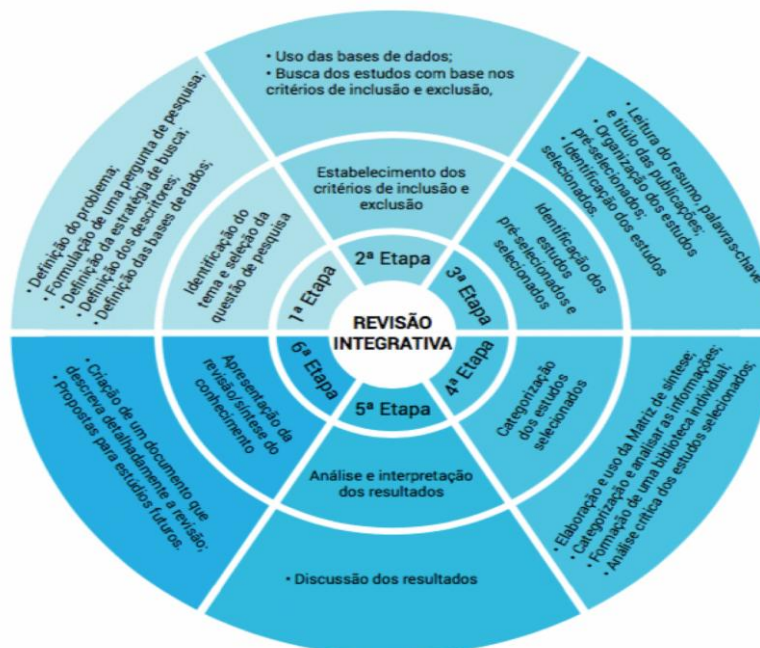 REVISÃO
INTEGRATIVA
1ª Etapa
Identificação do
tema e seleção da
questão de pesquisa
• Definição do problema;
• Formulação de uma pergunta de pesquisa;
• Definição da estratégia de busca;
• Definição dos descritores;
• Definição das bases de dados;
2ª Etapa
Estabelecimento dos
critérios de inclusão e
exclusão
• Uso das bases de dados;
• Busca dos estudos com base nos
critérios de inclusão e exclusão,
3ª Etapa
Identificação dos
estudos
pré-selecionados e
selecionados
• Leitura do resumo, palavras-chave
e título das publicações;
• Organização dos estudos
pré-selecionados;
• Identificação dos estudos
selecionados.
4ª Etapa
Categorização
dos estudos
selecionados
• Elaboração e uso da Matriz de síntese;
• Categorização e analisar as informações;
• Formação de uma biblioteca individual;
• Análise crítica dos estudos selecionados;
5ª Etapa
Análise e interpretação
dos resultados
• Discussão dos resultados
6ª Etapa
Apresentação da
revisão/síntese do
conhecimento
• Criação de um documento que
descreva detalhadamente a revisão;
• Propostas para estúdios futuros.